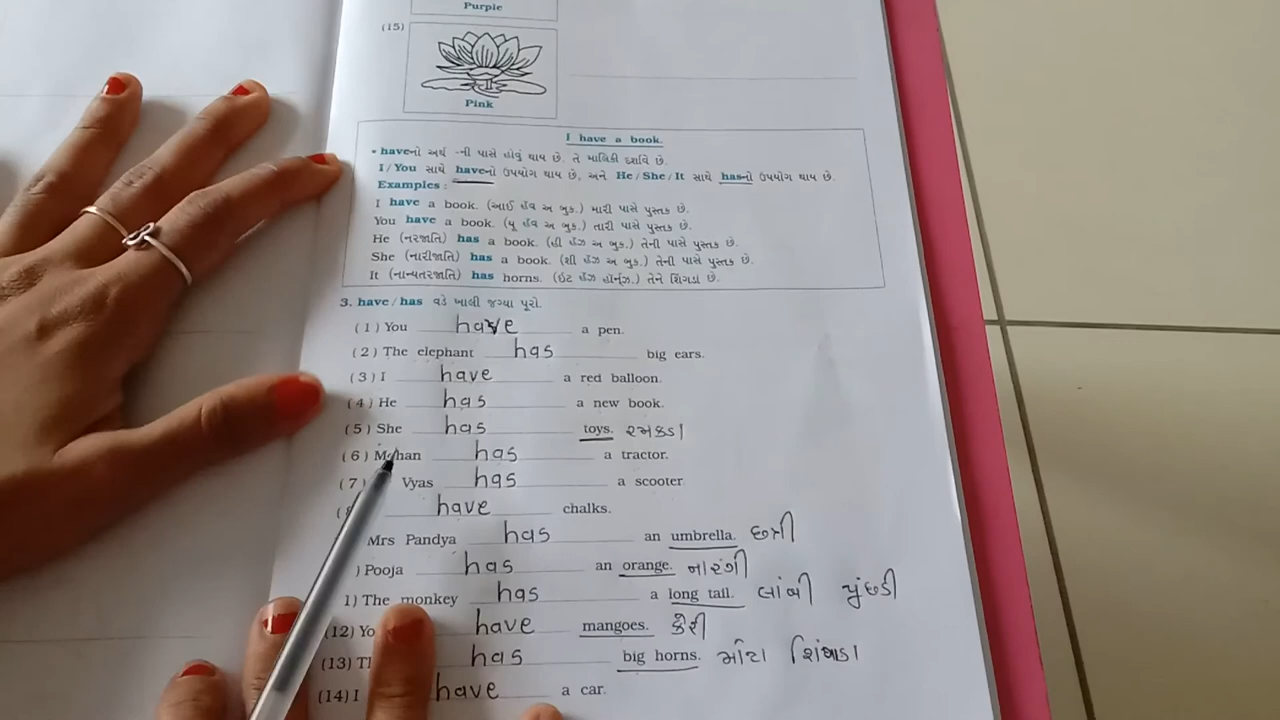 Purple
(15)
Pink
I have a book.
• haveનો અર્થ -ની પાસે હોવું થાય છે. તે માલિકી દર્શાવે છે.
I / You સાથે haveનો ઉપયોગ થાય છે, અને He / She / It સાથે hasનો ઉપયોગ થાય છે.
Examples :
I have a book. (આઈ હૅવ અ બુક.) મારી પાસે પુસ્તક છે.
You have a book. (યૂ હૅવ અ બુક.) તારી પાસે પુસ્તક છે.
He (નરજાતિ) has a book. (હી હૅઝ અ બુક.) તેની પાસે પુસ્તક છે.
She (નારીજાતિ) has a book. (શી હૅઝ અ બુક.) તેની પાસે પુસ્તક છે.
It (નાન્યતરજાતિ) has horns. (ઇટ હૅઝ હૉર્ન્ઝ.) તેને શિંગડાં છે.
3. have / has વડે ખાલી જગ્યા પૂરો.
(1) You have a pen.
(2) The elephant has big ears.
(3) I have a red balloon.
(4) He has a new book.
(5) She has toys. રમકડા
(6) Mohan has a tractor.
(7) Vyas has a scooter
have chalks.
Mrs Pandya has an umbrella. છત્રી
) Pooja has an orange. નારંગી
1) The monkey has a long tail. લાંબી પુંછડી
(12) Yo have mangoes. કેરી
(13) T has big horns. મોટા શિંગડા
(14) I have a car.